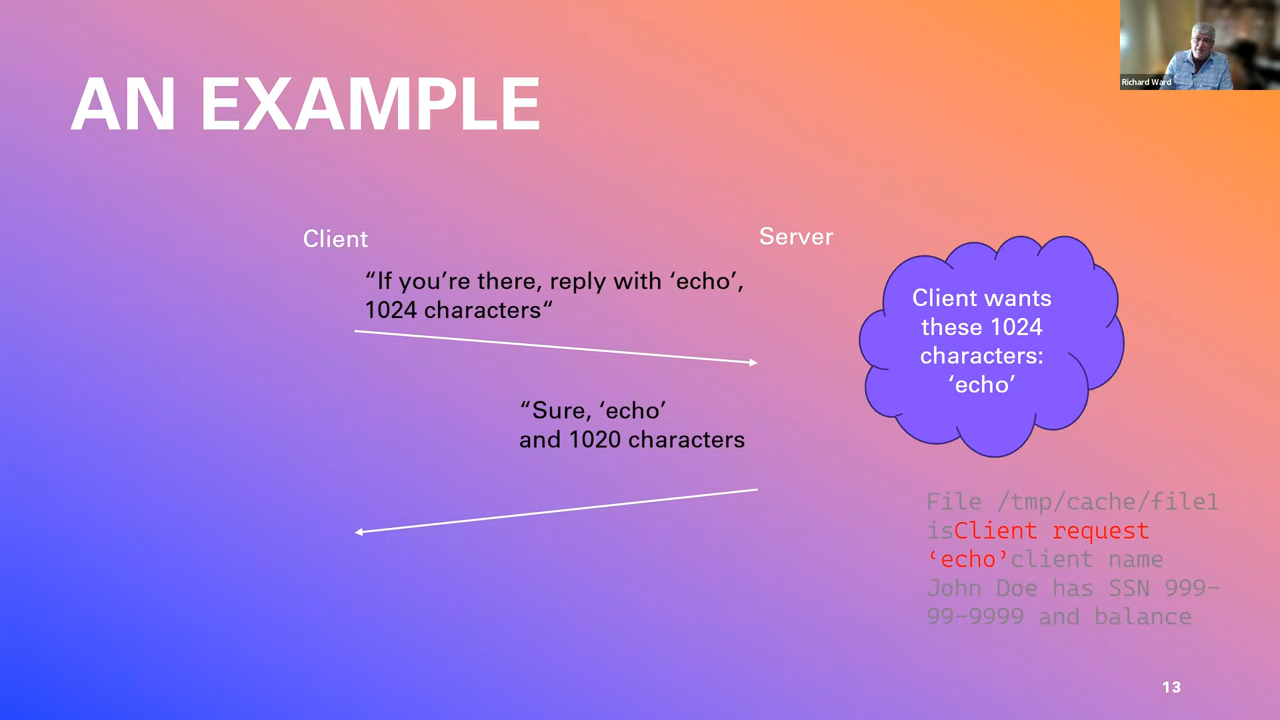 Richard Ward
AN EXAMPLE
Client
Server
“If you’re there, reply with ‘echo’,
1024 characters“
“Sure, ‘echo’
and 1020 characters
Client wants
these 1024
characters:
‘echo’
File /tmp/cache/file1
isClient request
‘echo’client name
John Doe has SSN 999-
99-9999 and balance
13